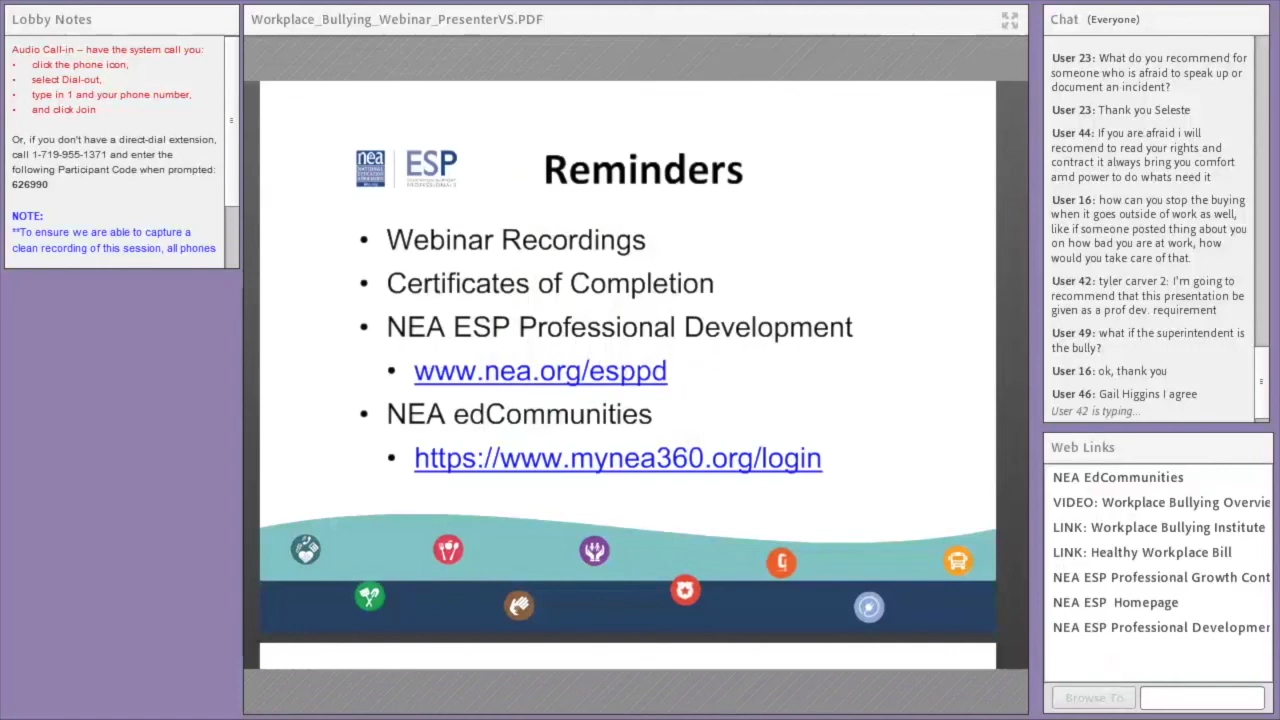 Lobby Notes
Audio Call-in – have the system call you:
• click the phone icon,
• select Dial-out,
• type in 1 and your phone number,
• and click Join
Or, if you don't have a direct-dial extension,
call 1-719-955-1371 and enter the
following Participant Code when prompted:
626990
NOTE:
**To ensure we are able to capture a
clean recording of this session, all phones
Workplace_Bullying_Webinar_PresenterVS.PDF
nea
ESP
Reminders
• Webinar Recordings
• Certificates of Completion
• NEA ESP Professional Development
• www.nea.org/esppd
• NEA edCommunities
• https://www.mynea360.org/login
Chat (Everyone)
User 23: What do you recommend for
someone who is afraid to speak up or
document an incident?
User 23: Thank you Seleste
User 44: If you are afraid i will
recomend to read your rights and
contract it always bring you comfort
amd power to do whats need it
User 16: how can you stop the buying
when it goes outside of work as well,
like if someone posted thing about you
on how bad you are at work, how
would you take care of that.
User 42: tyler carver 2: I'm going to
recommend that this presentation be
given as a prof dev. requirement
User 49: what if the superintendent is
the bully?
User 16: ok, thank you
User 46: Gail Higgins I agree
User 42 is typing...
Web Links
NEA EdCommunities
VIDEO: Workplace Bullying Overvie
LINK: Workplace Bullying Institute
LINK: Healthy Workplace Bill
NEA ESP Professional Growth Cont
NEA ESP Homepage
NEA ESP Professional Developmer
Browse To